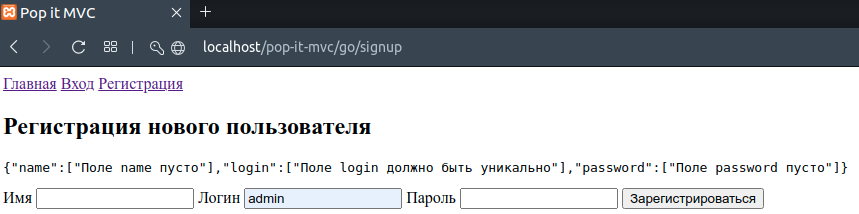 Pop it MVC
localhost/pop-it-mvc/go/signup
Главная Вход Регистрация
Регистрация нового пользователя
{"name":["Поле name пусто"],"login":["Поле login должно быть уникально"],"password":["Поле password пусто"]}
Имя Логин admin Пароль Зарегистрироваться